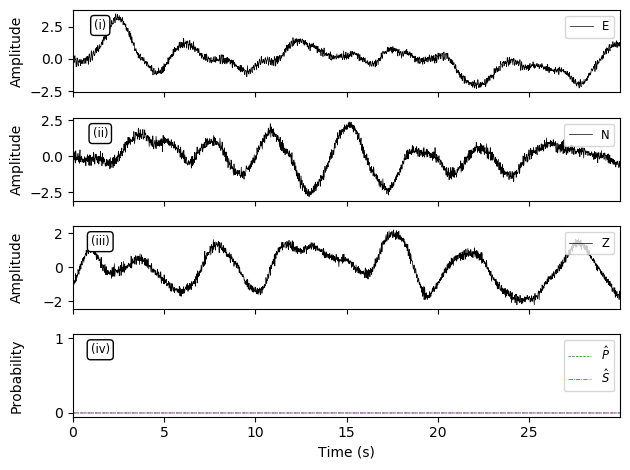 Amplitude
2.5
0.0
−2.5
(i)
E
Amplitude
2.5
0.0
−2.5
(ii)
N
Amplitude
2
0
−2
(iii)
Z
Probability
1
0
(iv)
P̂
Ŝ
0 5 10 15 20 25
Time (s)